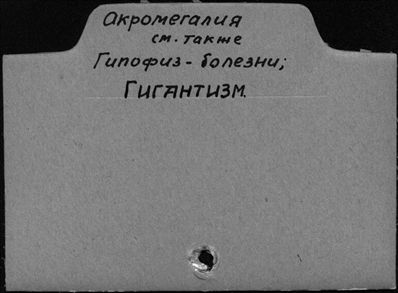 Акромегалия
см. также
Гипофиз - болезни;
Гигантизм.